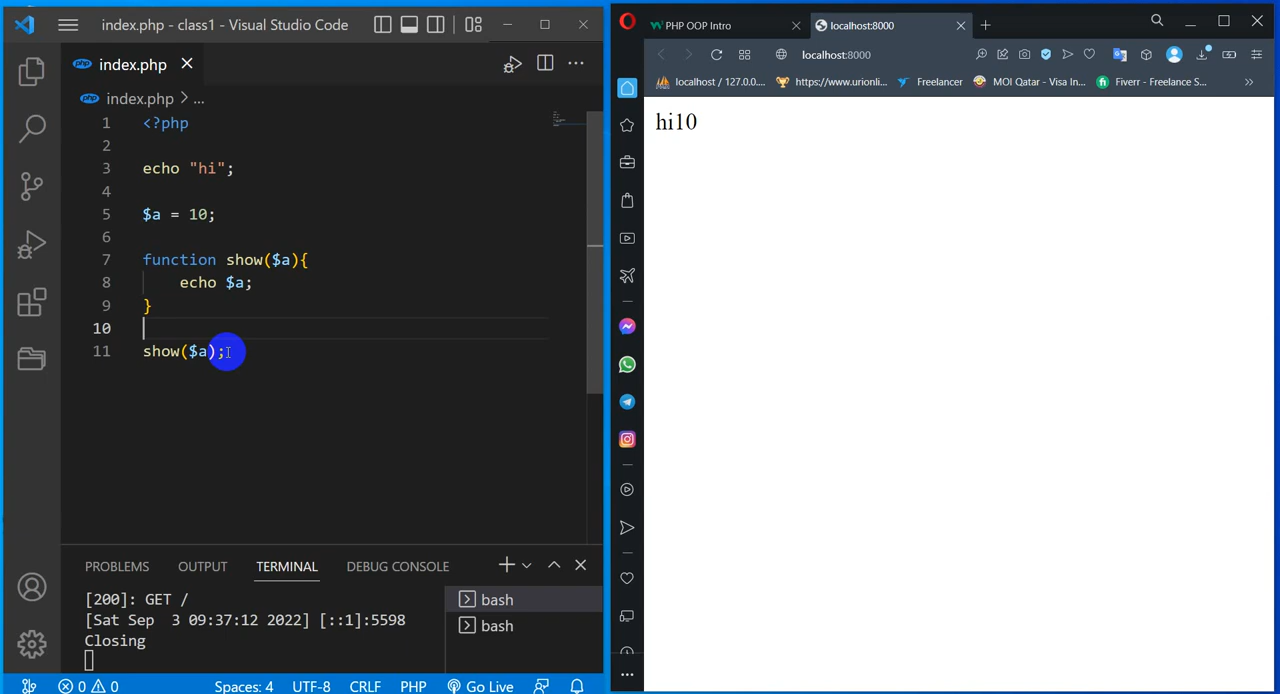 index.php - class1 - Visual Studio Code
php index.php
php index.php > ...
1 <?php
2
3 echo "hi";
4
5 $a = 10;
6
7 function show($a){
8 echo $a;
9 }
10
11 show($a);
PROBLEMS OUTPUT TERMINAL DEBUG CONSOLE
[200]: GET /
[Sat Sep  3 09:37:12 2022] [::1]:5598
Closing
bash
bash
0 0 Spaces: 4 UTF-8 CRLF PHP Go Live
PHP OOP Intro
localhost:8000
localhost:8000
localhost / 127.0.0....
https://www.urionli...
Freelancer
MOI Qatar - Visa In...
fi Fiverr - Freelance S...
hi10